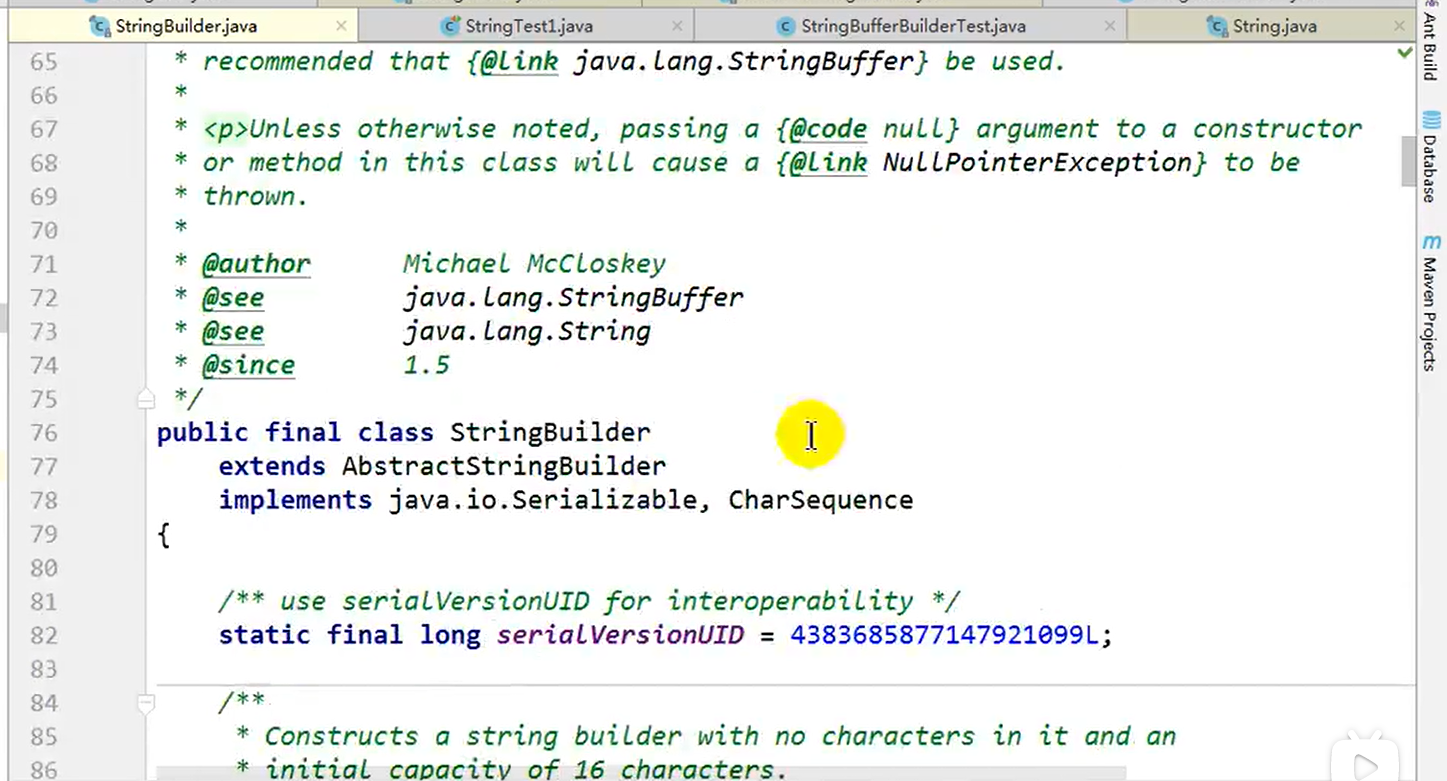 StringBuilder.java StringTest1.java StringBufferBuilderTest.java String.java
65 * recommended that {@link java.lang.StringBuffer} be used.
66 *
67 * <p>Unless otherwise noted, passing a {@code null} argument to a constructor
68 * or method in this class will cause a {@link NullPointerException} to be
69 * thrown.
70 *
71 * @author Michael McCloskey
72 * @see java.lang.StringBuffer
73 * @see java.lang.String
74 * @since 1.5
75 */
76 public final class StringBuilder
77 extends AbstractStringBuilder
78 implements java.io.Serializable, CharSequence
79 {
80
81 /** use serialVersionUID for interoperability */
82 static final long serialVersionUID = 4383685877147921099L;
83
84 /**
85 * Constructs a string builder with no characters in it and an
86 * initial capacity of 16 characters.
Ant Build
Database
Maven Projects